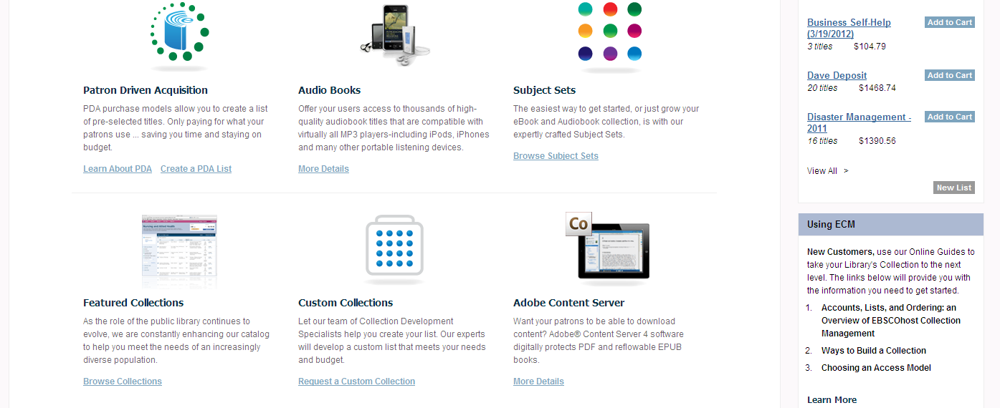 Patron Driven Acquisition
PDA purchase models allow you to create a list
of pre-selected titles. Only paying for what your
patrons use ... saving you time and staying on
budget.
Learn About PDA Create a PDA List
Audio Books
Offer your users access to thousands of high-
quality audiobook titles that are compatible with
virtually all MP3 players-including iPods, iPhones
and many other portable listening devices.
More Details
Subject Sets
The easiest way to get started, or just grow your
eBook and Audiobook collection, is with our
expertly crafted Subject Sets.
Browse Subject Sets
Featured Collections
As the role of the public library continues to
evolve, we are constantly enhancing our catalog
to help you meet the needs of an increasingly
diverse population.
Browse Collections
Custom Collections
Let our team of Collection Development
Specialists help you create your list. Our experts
will develop a custom list that meets your needs
and budget.
Request a Custom Collection
Co
Adobe Content Server
Want your patrons to be able to download
content? Adobe® Content Server 4 software
digitally protects PDF and reflowable EPUB
books.
More Details
Business Self-Help Add to Cart
(3/19/2012)
3 titles $104.79
Dave Deposit Add to Cart
20 titles $1468.74
Disaster Management - Add to Cart
2011
16 titles $1390.56
View All >
New List
Using ECM
New Customers, use our Online Guides to
take your Library's Collection to the next
level. The links below will provide you with
the information you need to get started.
1. Accounts, Lists, and Ordering: an
Overview of EBSCOhost Collection
Management
2. Ways to Build a Collection
3. Choosing an Access Model
Learn More